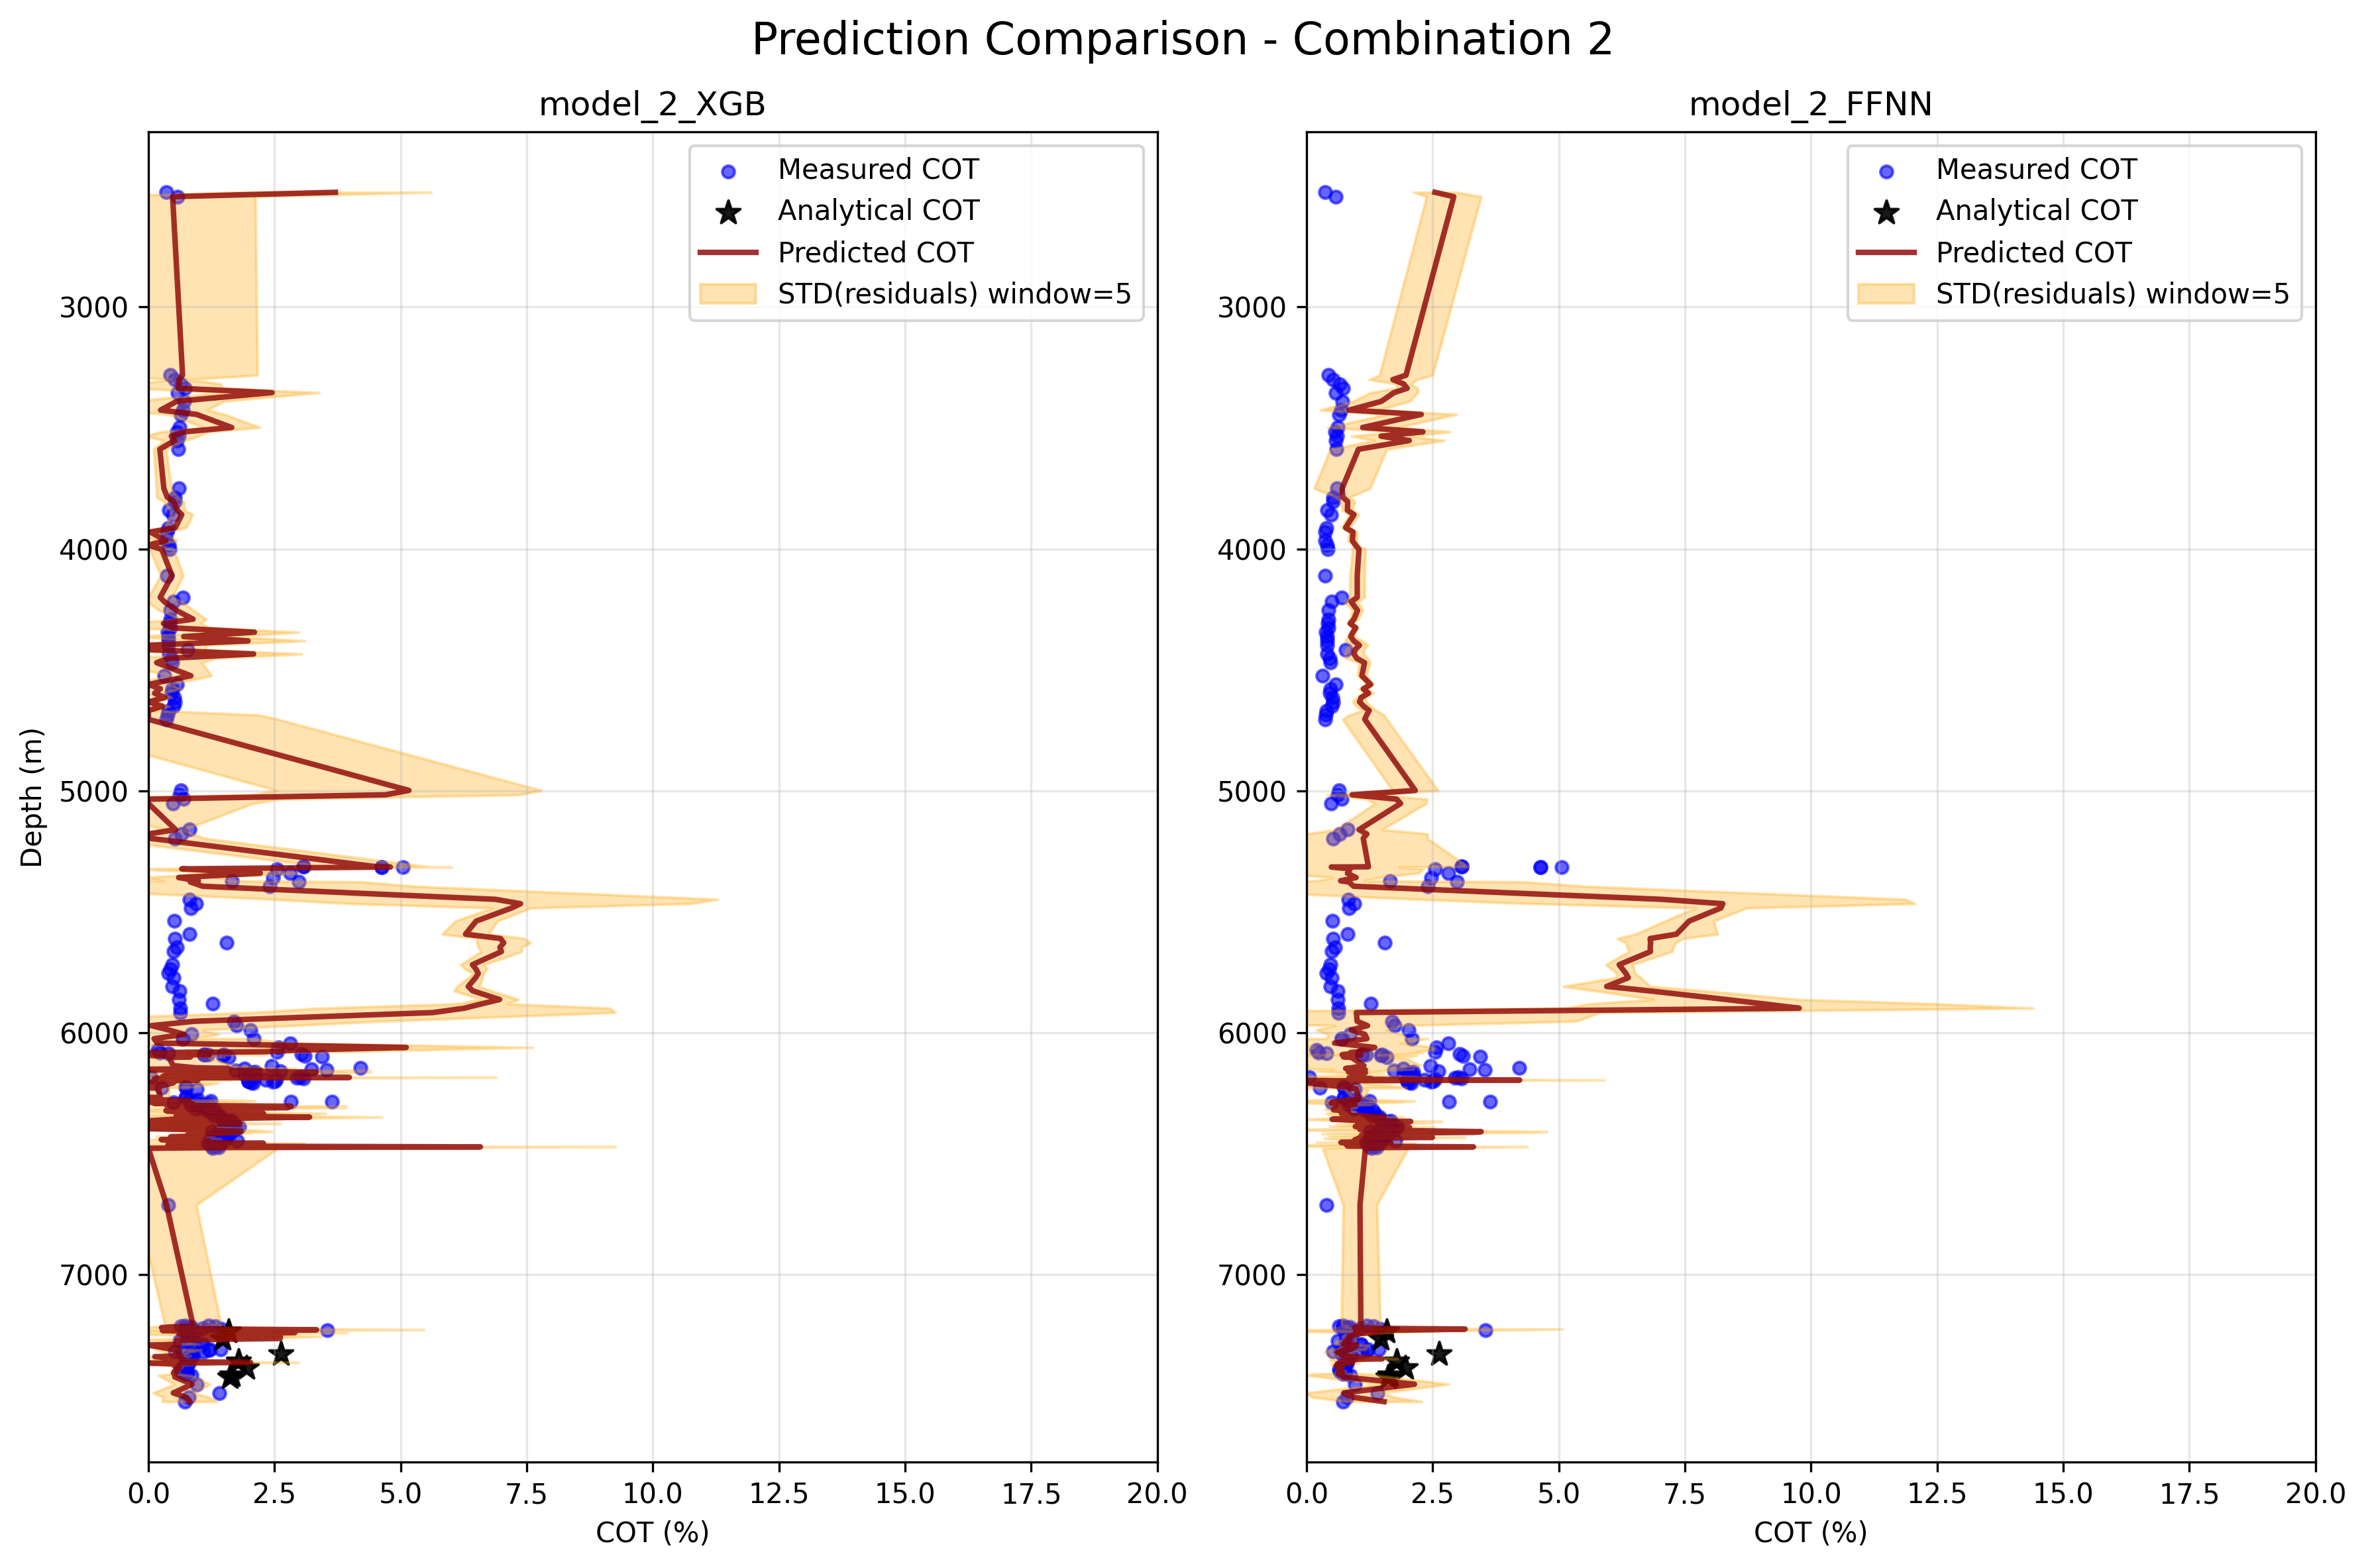 Prediction Comparison - Combination 2
model_2_XGB
Measured COT
Analytical COT
Predicted COT
STD(residuals) window=5
3000
4000
5000
6000
7000
Depth (m)
0.0 2.5 5.0 7.5 10.0 12.5 15.0 17.5 20.0
COT (%)
model_2_FFNN
Measured COT
Analytical COT
Predicted COT
STD(residuals) window=5
3000
4000
5000
6000
7000
0.0 2.5 5.0 7.5 10.0 12.5 15.0 17.5 20.0
COT (%)